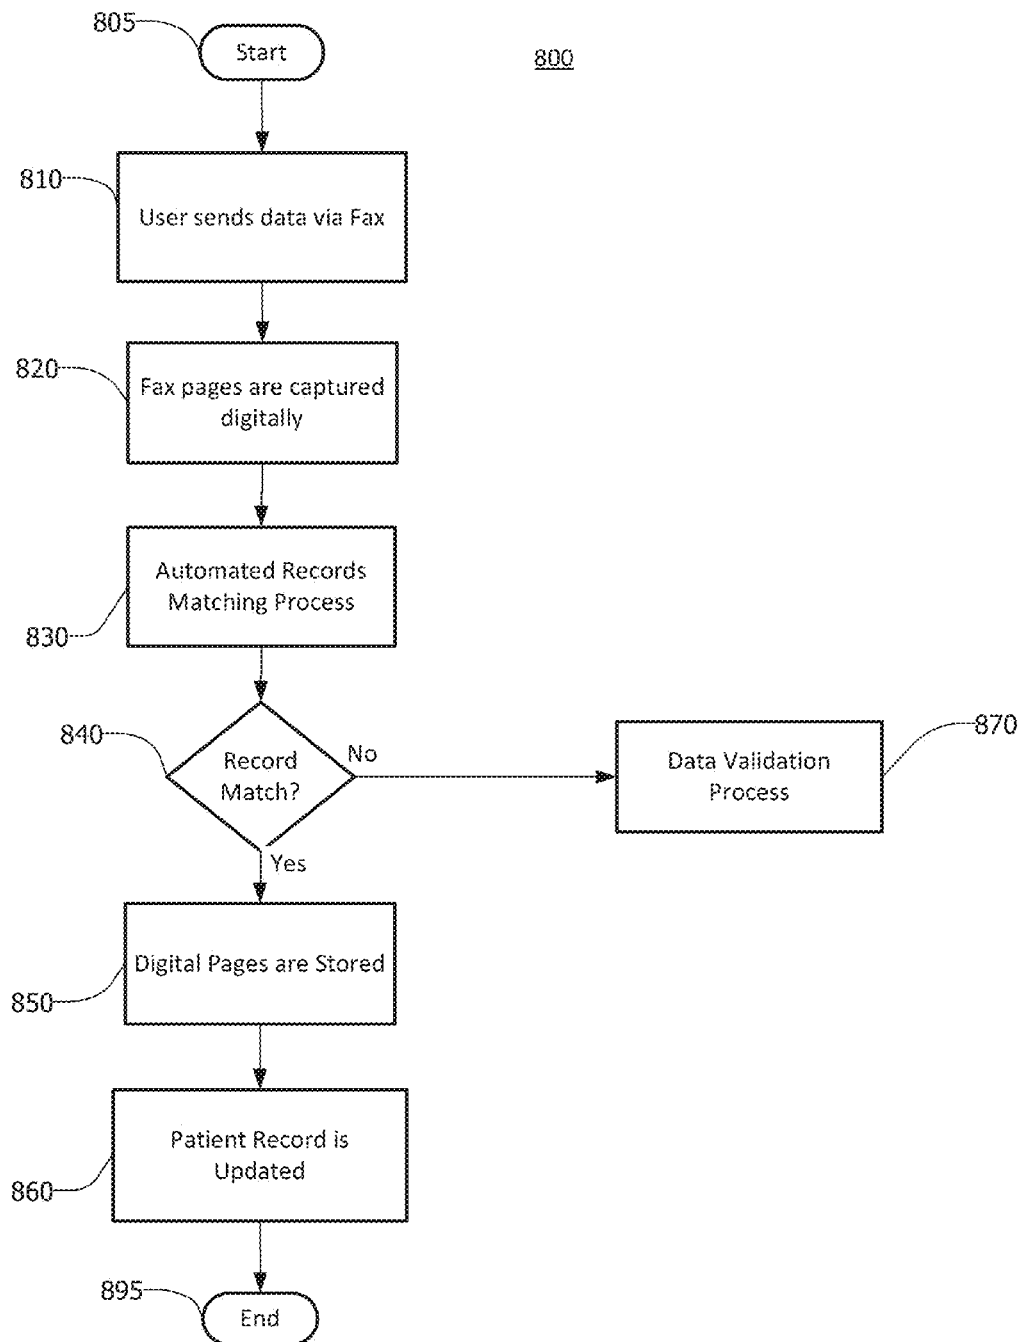 805
Start
800
810
User sends data via Fax
820
Fax pages are captured
digitally
830
Automated Records
Matching Process
840
Record
Match?
No
870
Data Validation
Process
Yes
850
Digital Pages are Stored
860
Patient Record is
Updated
895
End